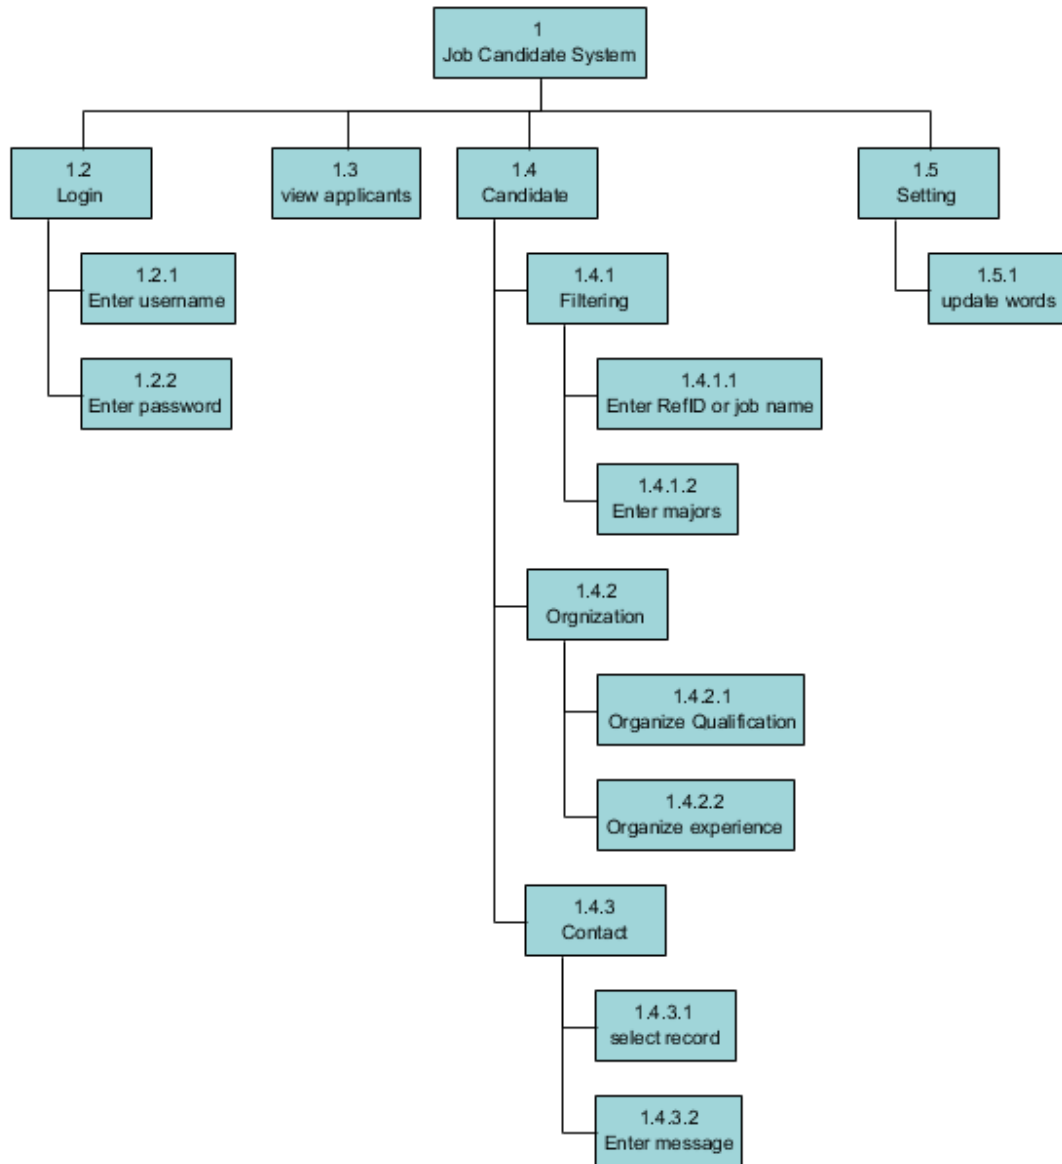 1
Job Candidate System
1.2
Login
1.3
view applicants
1.4
Candidate
1.5
Setting
1.2.1
Enter username
1.2.2
Enter password
1.4.1
Filtering
1.4.1.1
Enter RefID or job name
1.4.1.2
Enter majors
1.4.2
Orgnization
1.4.2.1
Organize Qualification
1.4.2.2
Organize experience
1.4.3
Contact
1.4.3.1
select record
1.4.3.2
Enter message
1.5.1
update words